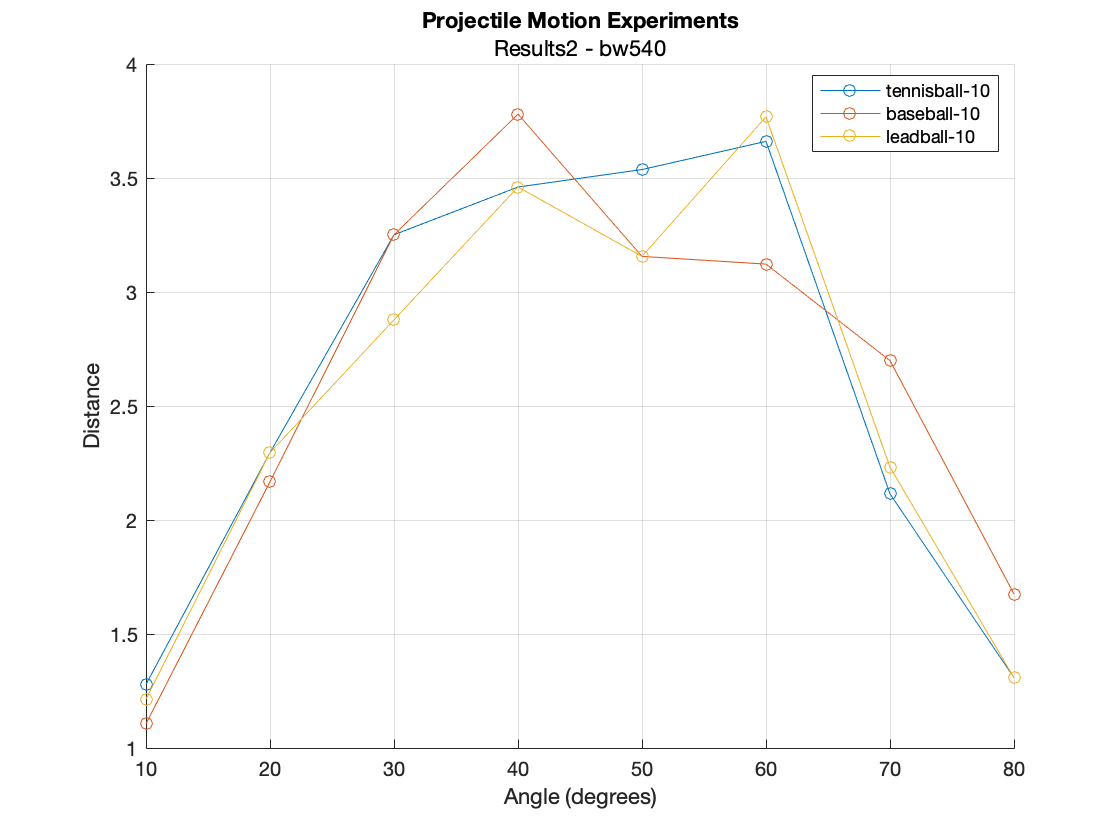 Projectile Motion Experiments
Results2 - bw540
tennisball-10
baseball-10
leadball-10
4
3.5
3
2.5
2
1.5
1
Distance
10 20 30 40 50 60 70 80
Angle (degrees)